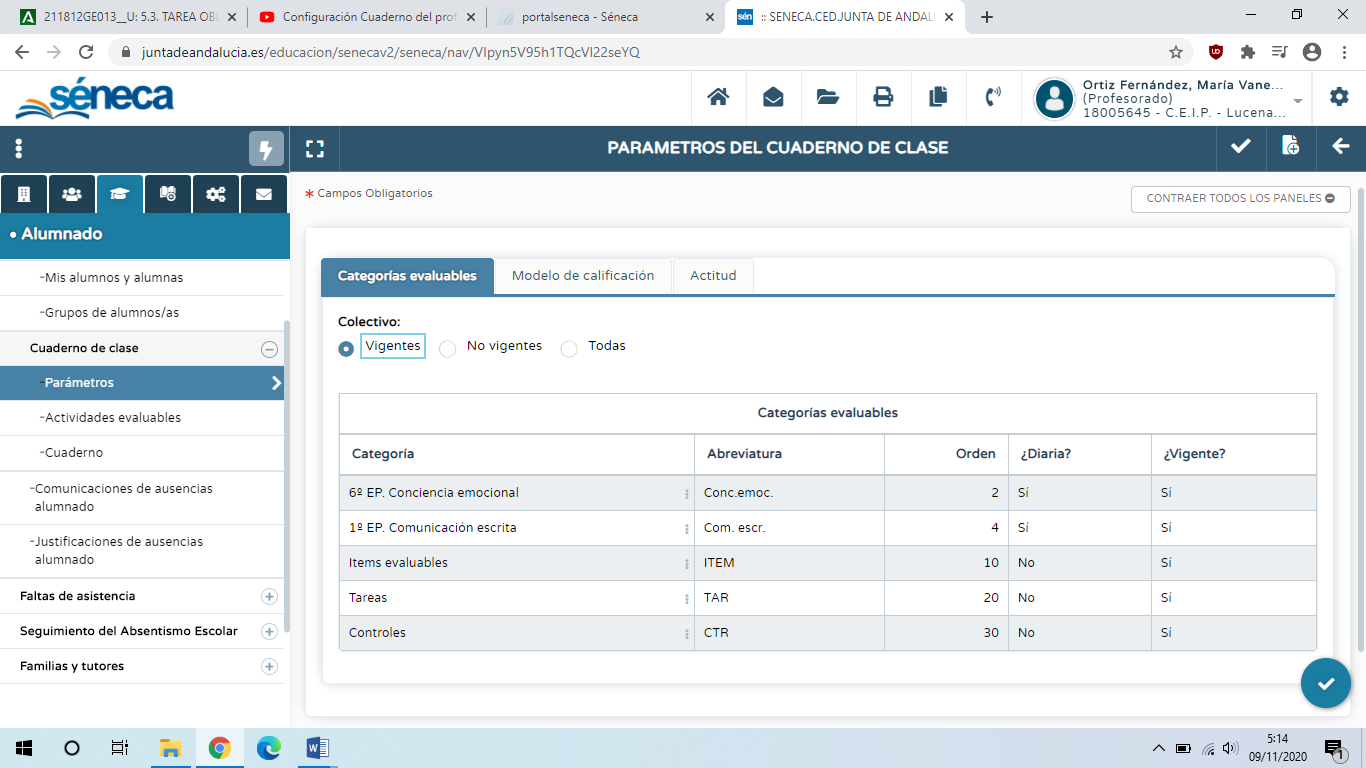 211812GE013__U: 5.3. TAREA OBL
Configuración Cuaderno del prof
portalseneca - Séneca
sén :: SENECA.CED.JUNTA DE ANDAL
juntadeandalucia.es/educacion/senecav2/seneca/nav/VIpyn5V95h1TQcVI22seYQ
séneca
Ortiz Fernández, María Vane...
(Profesorado)
18005645 - C.E.I.P. - Lucena...
PARAMETROS DEL CUADERNO DE CLASE
* Campos Obligatorios
CONTRAER TODOS LOS PANELES
• Alumnado
-Mis alumnos y alumnas
-Grupos de alumnos/as
Cuaderno de clase
-Parámetros
-Actividades evaluables
-Cuaderno
-Comunicaciones de ausencias
alumnado
-Justificaciones de ausencias
alumnado
Faltas de asistencia
Seguimiento del Absentismo Escolar
Familias y tutores
Categorías evaluables Modelo de calificación Actitud
Colectivo:
Vigentes No vigentes Todas
Categorías evaluables
Categoría Abreviatura Orden ¿Diaria? ¿Vigente?
6º EP. Conciencia emocional Conc.emoc. 2 Sí Sí
1º EP. Comunicación escrita Com. escr. 4 Sí Sí
Items evaluables ITEM 10 No Sí
Tareas TAR 20 No Sí
Controles CTR 30 No Sí
5:14
09/11/2020
1